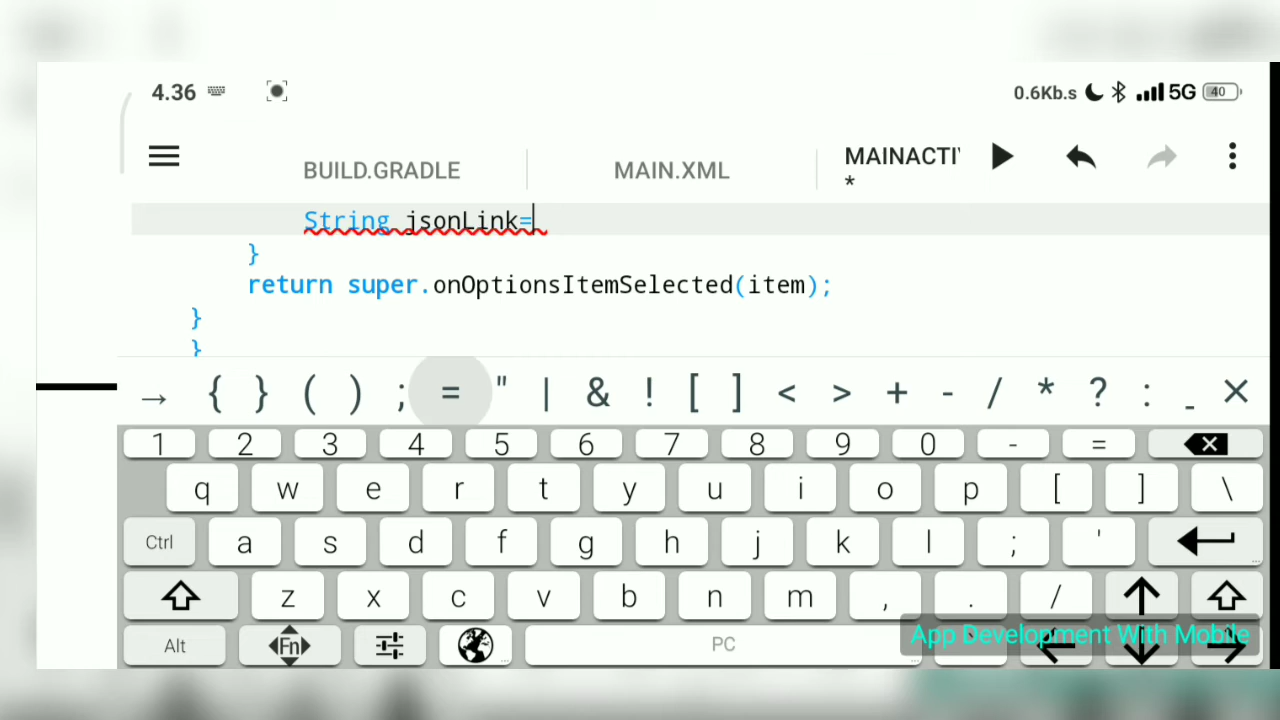 4.36
0.6Kb.s 5G 40
BUILD.GRADLE MAIN.XML MAINACTI
*
String jsonLink=
}
return super.onOptionsItemSelected(item);
}
}
→ { } ( ) ; = " | & ! [ ] < > + - / * ? : _ ×
1 2 3 4 5 6 7 8 9 0 - =
q w e r t y u i o p [ ] \
Ctrl a s d f g h j k l ; '
z x c v b n m , . /
Alt Fn PC
App Development With Mobile